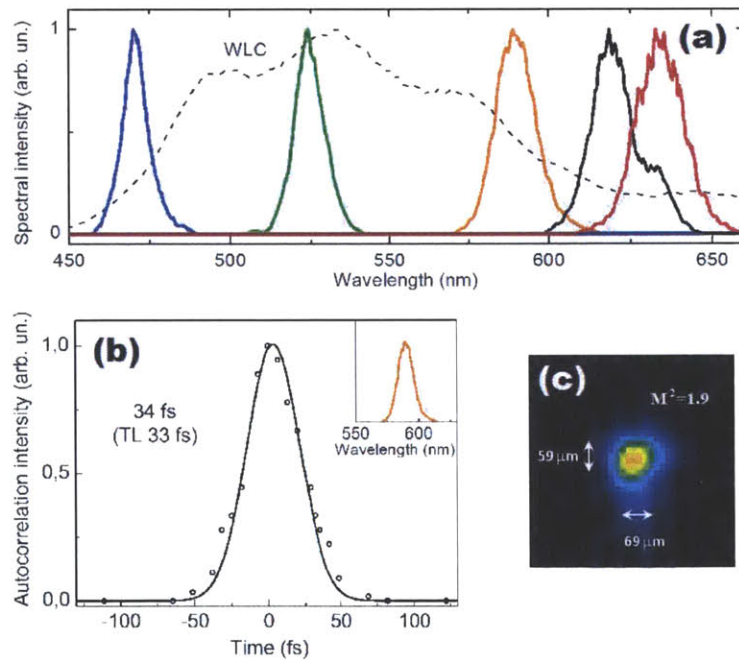 (a)
WLC
Spectral intensity (arb. un.)
1
0
450 500 550 600 650
Wavelength (nm)
(b)
Autocorrelation intensity (arb. un.)
1,0
0,5
0,0
34 fs
(TL 33 fs)
550 600
Wavelength (nm)
-100 -50 0 50 100
Time (fs)
(c)
M²=1.9
59 μm
69 μm